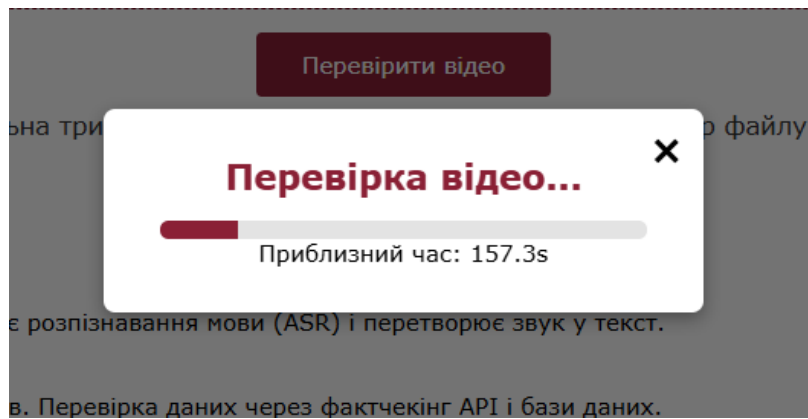 Перевірити відео
ьна три
р файлу
Перевірка відео...
×
Приблизний час: 157.3s
є розпізнавання мови (ASR) і перетворює звук у текст.
в. Перевірка даних через фактчекінг API і бази даних.